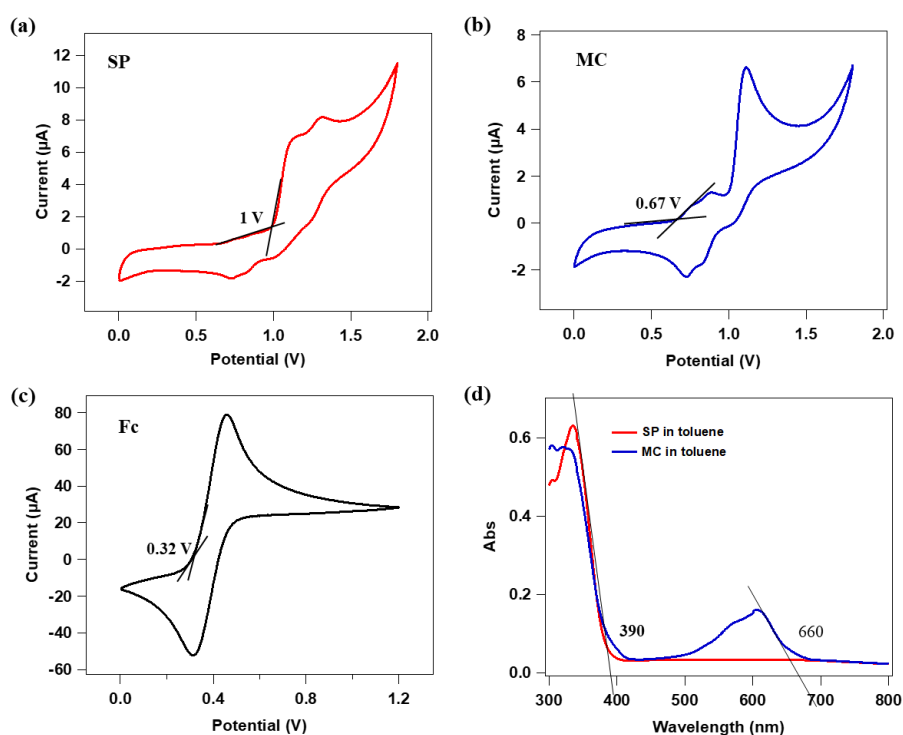 (a)
SP
12
10
8
6
4
2
0
-2
1 V
Current (µA)
0.0 0.5 1.0 1.5 2.0
Potential (V)
(b)
MC
8
6
4
2
0
-2
0.67 V
Current (µA)
0.0 0.5 1.0 1.5 2.0
Potential (V)
(c)
Fc
80
60
40
20
0
-20
-40
-60
0.32 V
Current (µA)
0.0 0.4 0.8 1.2
Potential (V)
(d)
SP in toluene
MC in toluene
0.6
0.4
0.2
0.0
390
660
Abs
300 400 500 600 700 800
Wavelength (nm)